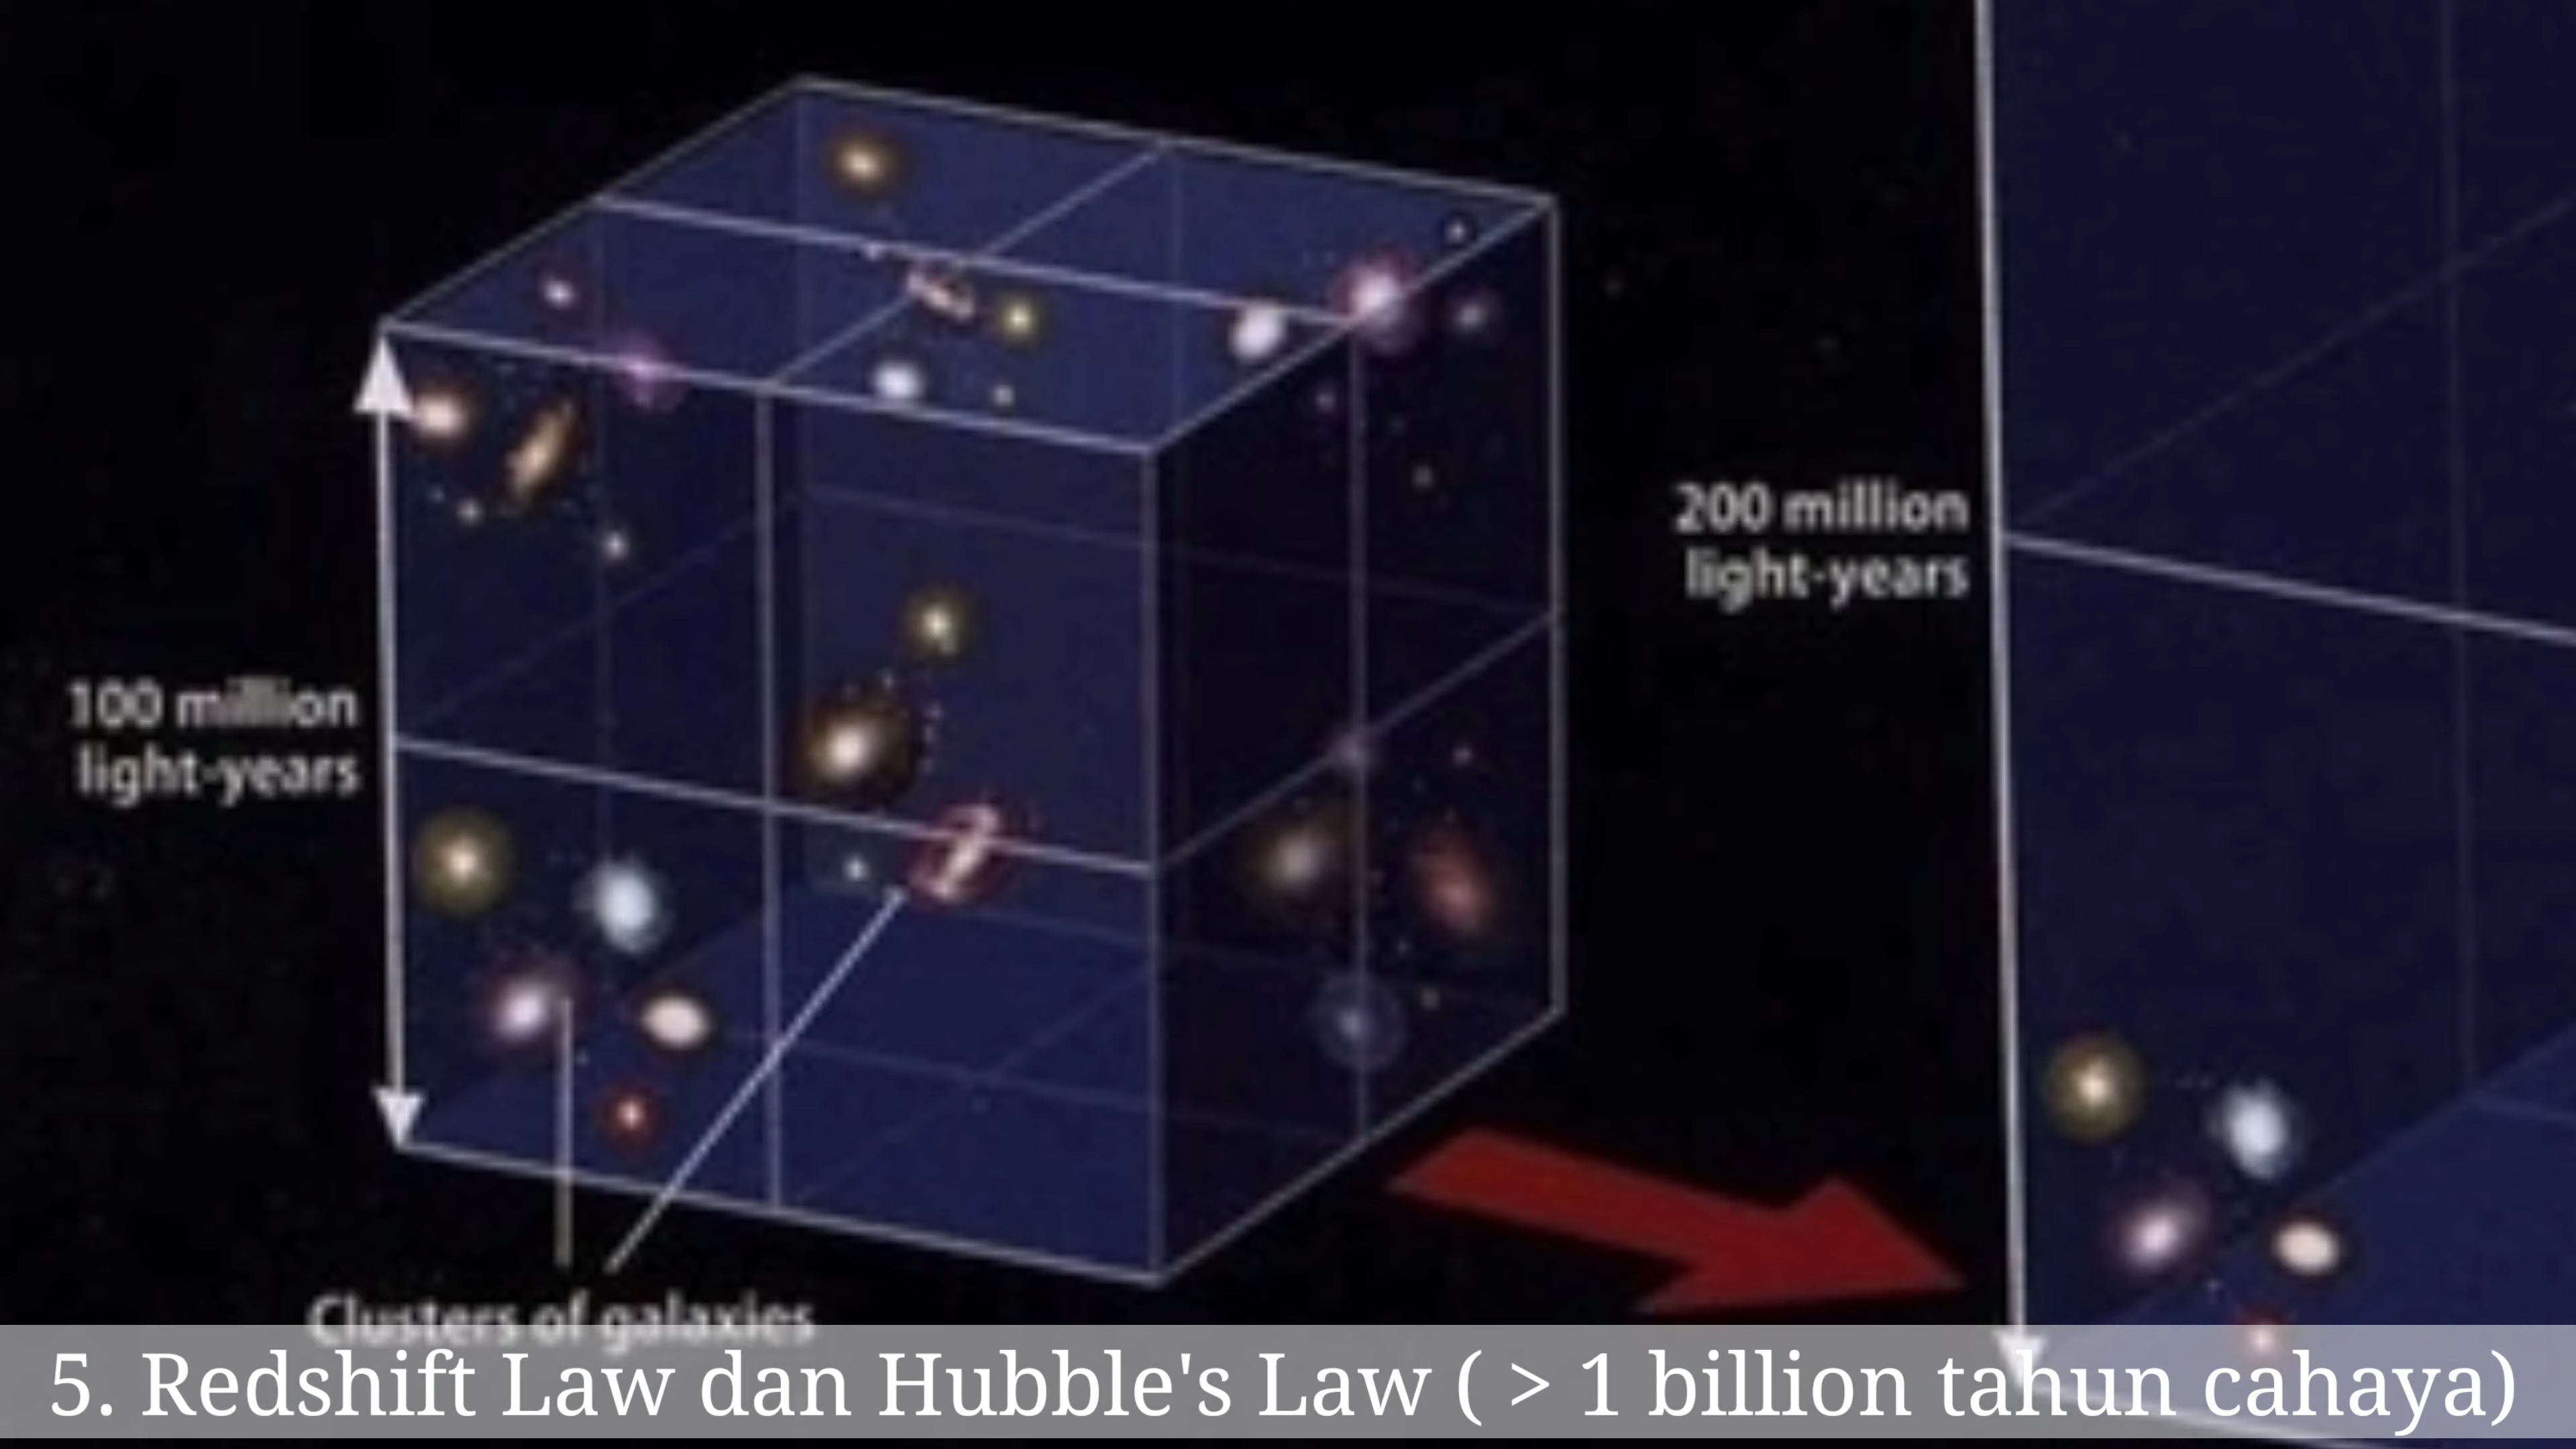 100 million
light-years
200 million
light-years
Clusters of galaxies
5. Redshift Law dan Hubble's Law ( > 1 billion tahun cahaya)